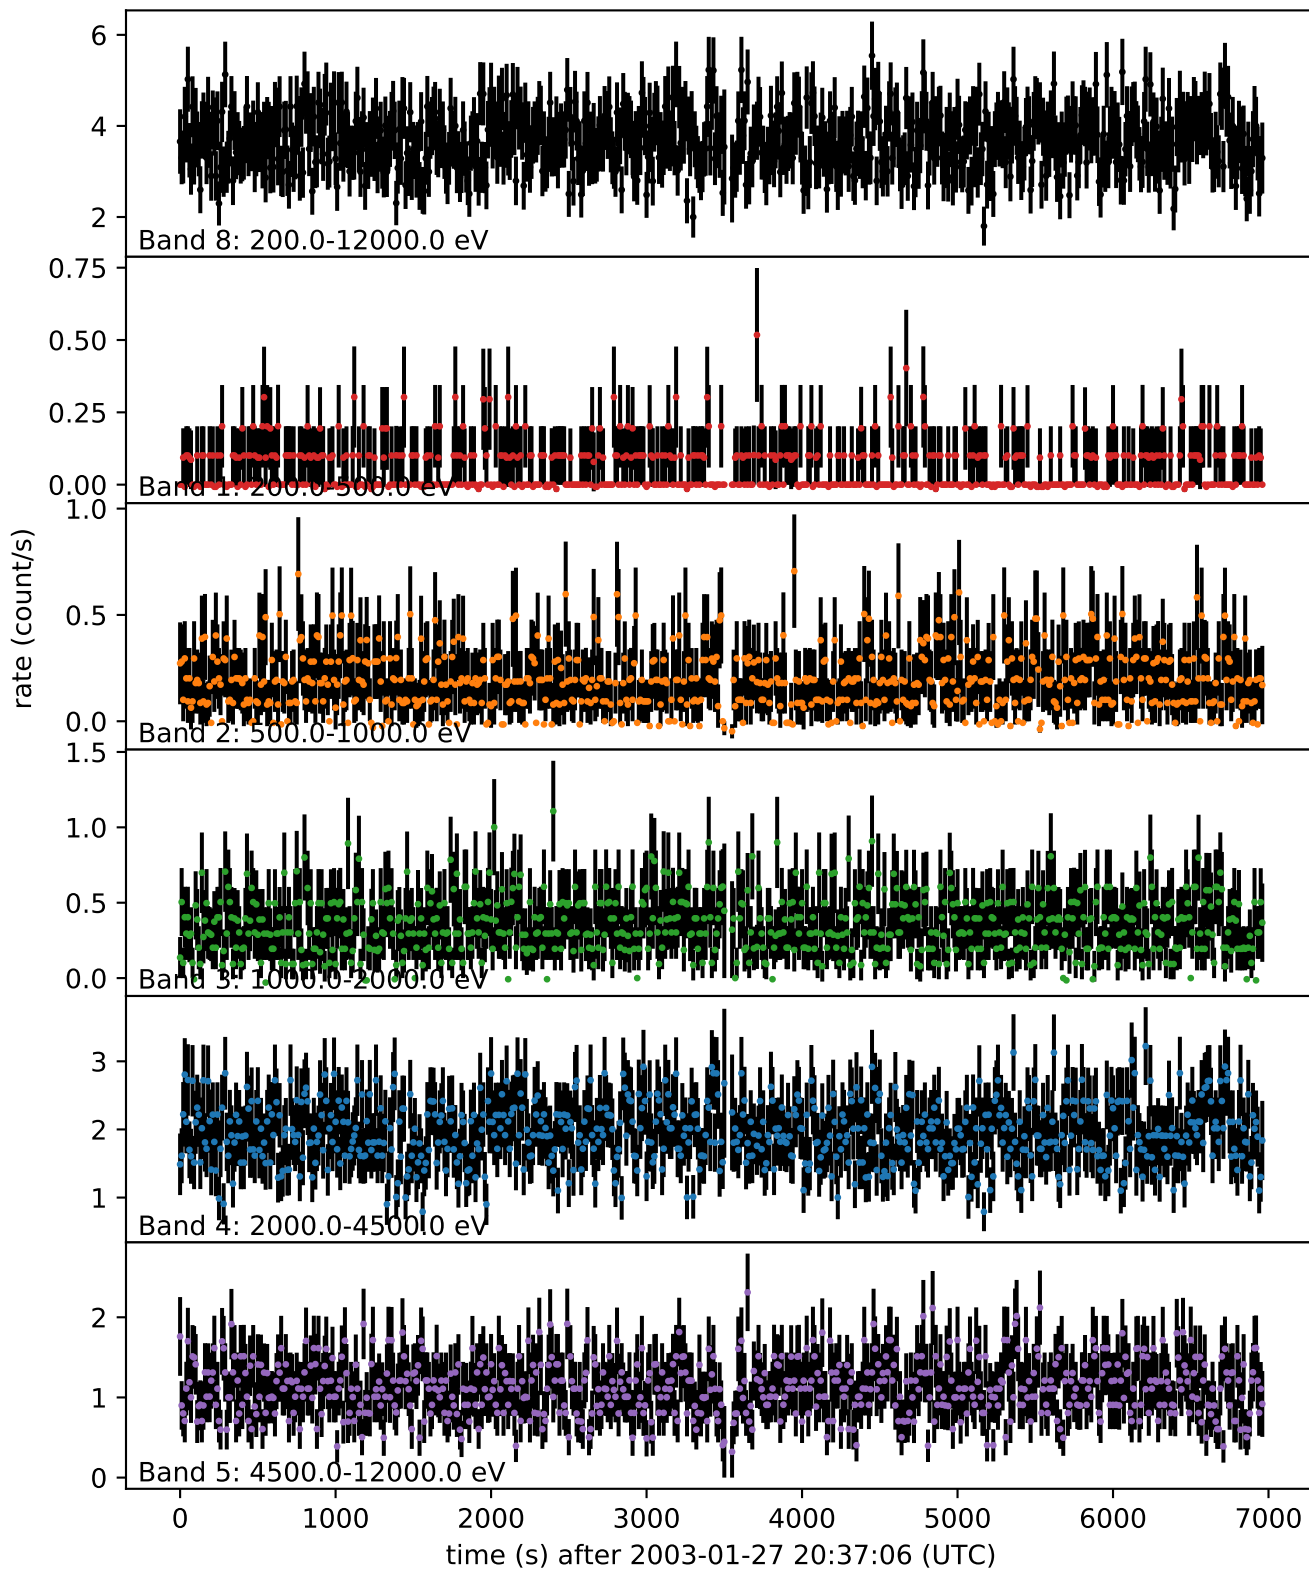 6
4
2
Band 8: 200.0-12000.0 eV
0.75
0.50
0.25
0.00
Band 1: 200.0-500.0 eV
1.0
0.5
0.0
Band 2: 500.0-1000.0 eV
rate (count/s)
1.5
1.0
0.5
0.0
Band 3: 1000.0-2000.0 eV
3
2
1
Band 4: 2000.0-4500.0 eV
2
1
0
Band 5: 4500.0-12000.0 eV
0 1000 2000 3000 4000 5000 6000 7000
time (s) after 2003-01-27 20:37:06 (UTC)